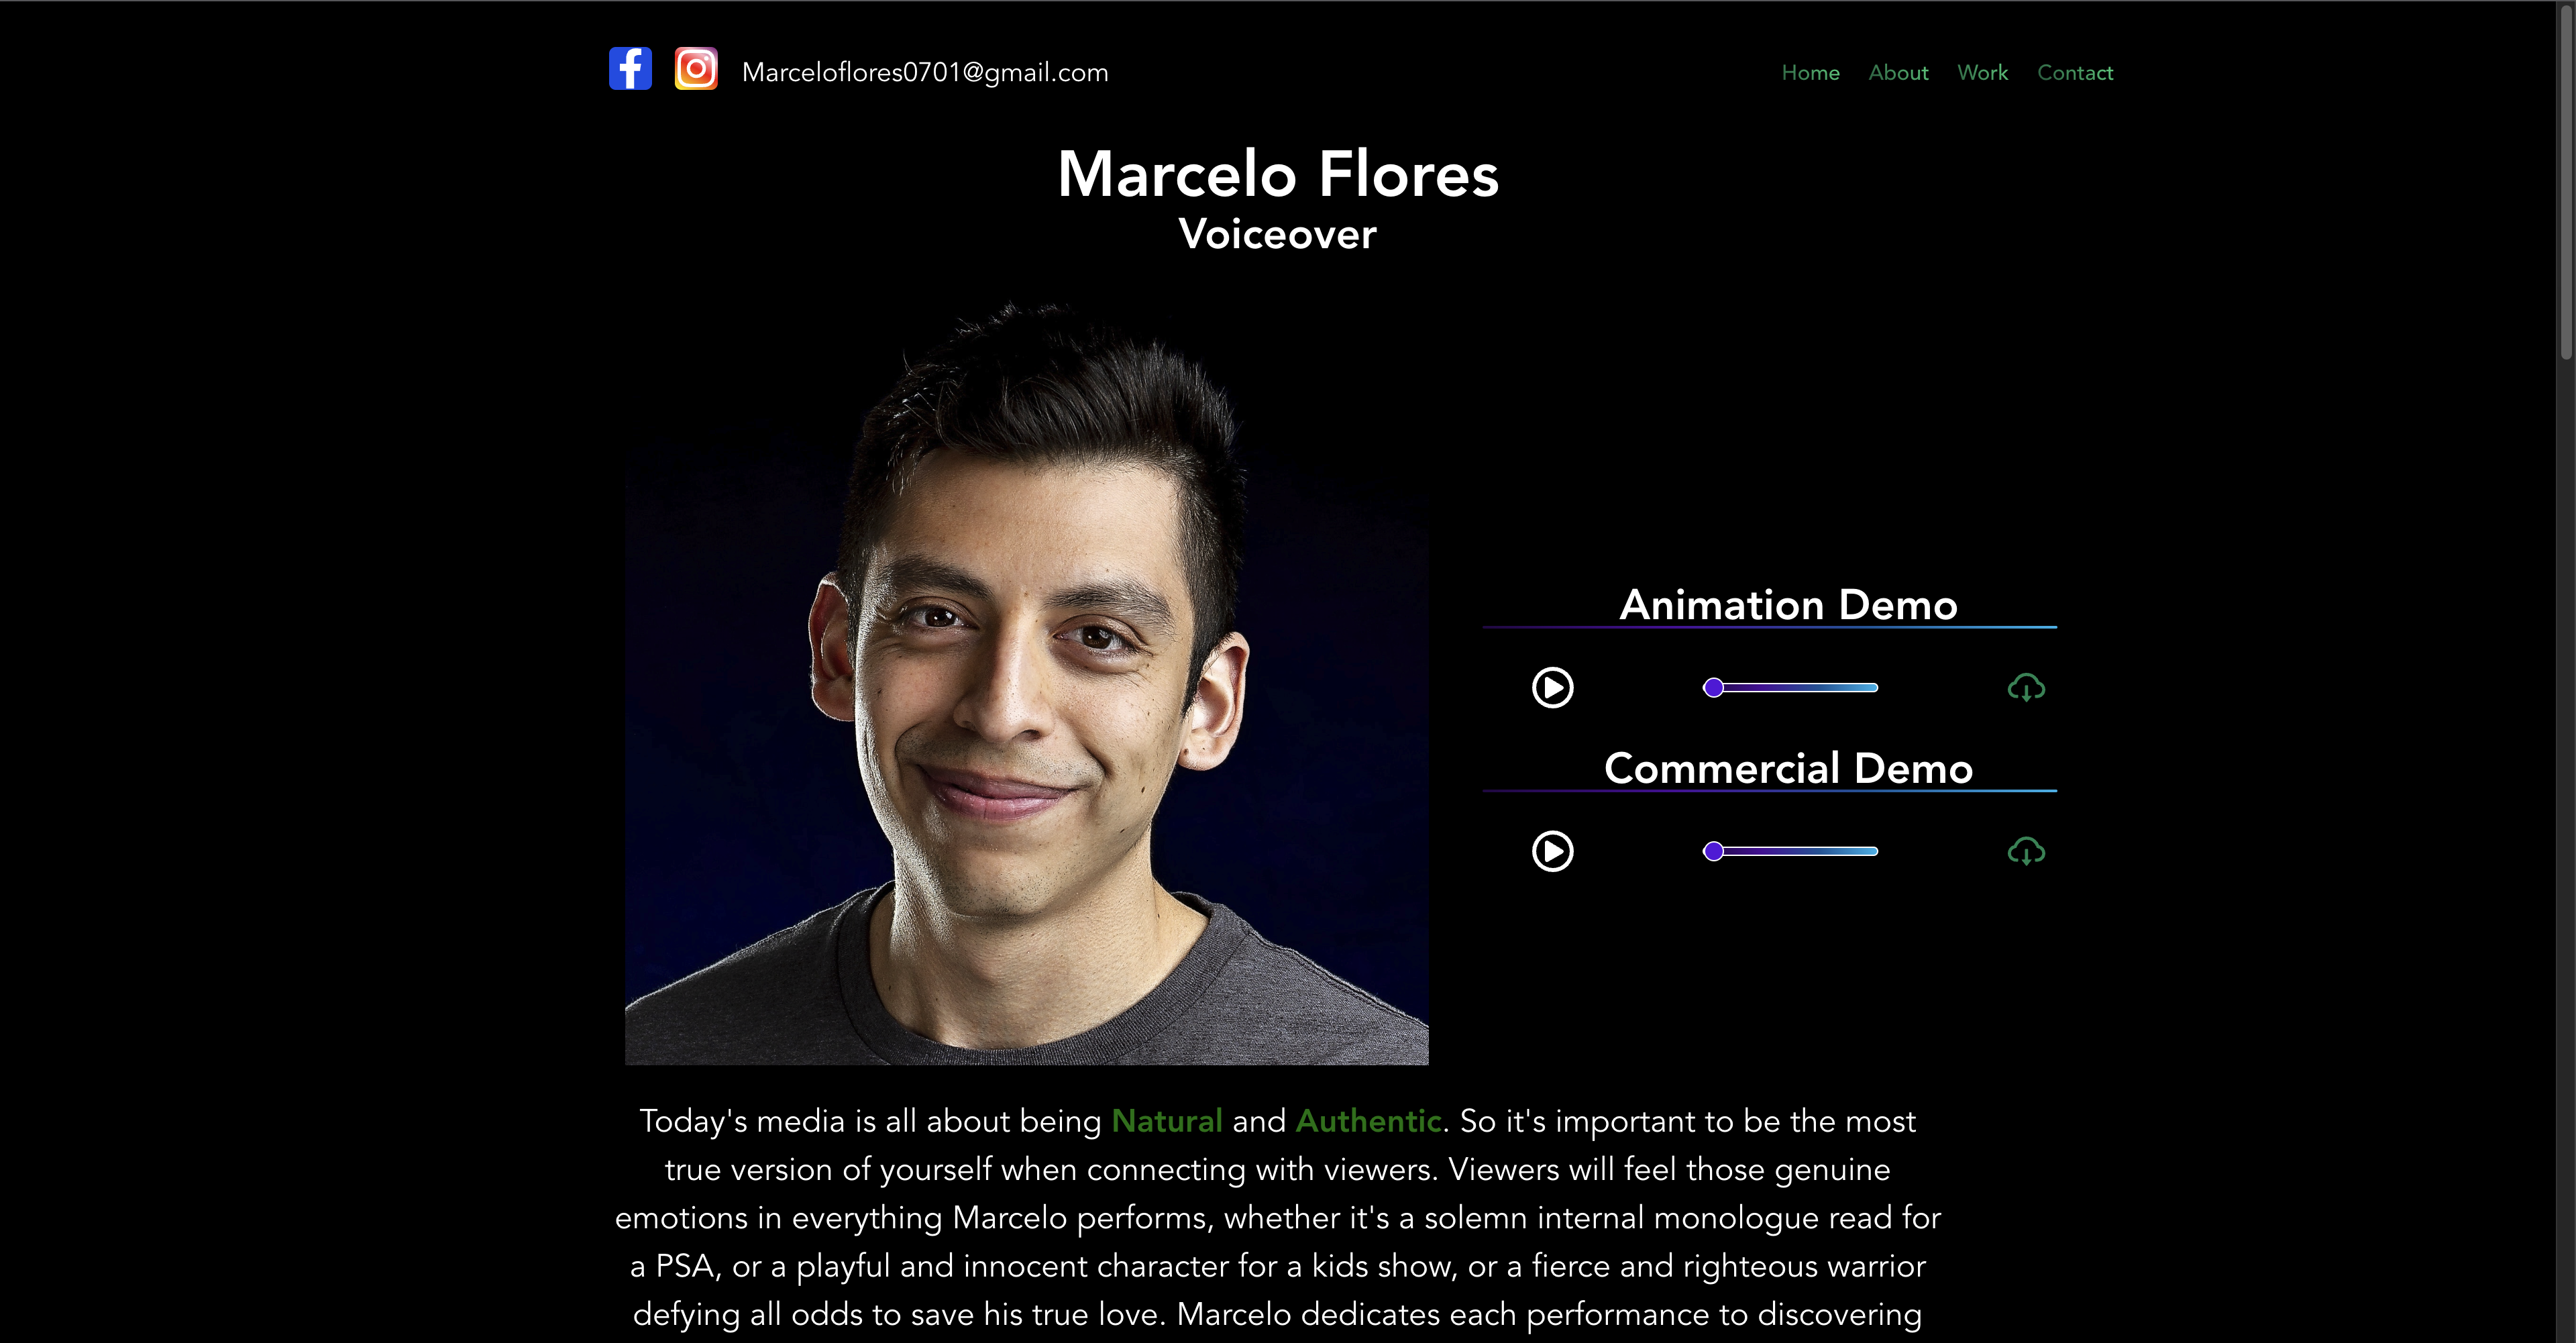 Marceloflores0701@gmail.com
Home About Work Contact
Marcelo Flores
Voiceover
Animation Demo
Commercial Demo
Today's media is all about being Natural and Authentic. So it's important to be the most
true version of yourself when connecting with viewers. Viewers will feel those genuine
emotions in everything Marcelo performs, whether it's a solemn internal monologue read for
a PSA, or a playful and innocent character for a kids show, or a fierce and righteous warrior
defying all odds to save his true love. Marcelo dedicates each performance to discovering